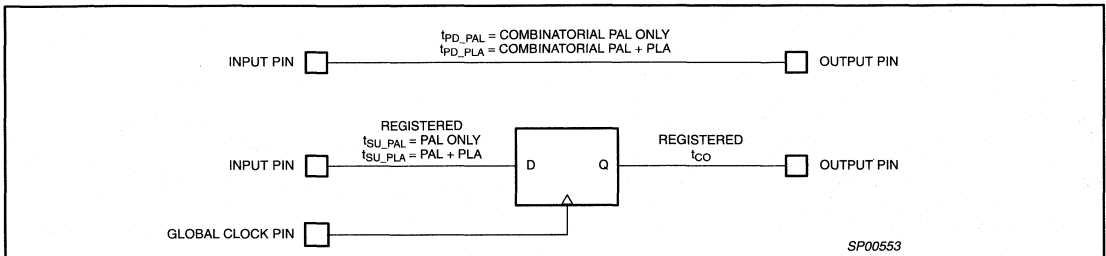 tPD_PAL = COMBINATORIAL PAL ONLY
tPD_PLA = COMBINATORIAL PAL + PLA
INPUT PIN
OUTPUT PIN
REGISTERED
tSU_PAL = PAL ONLY
tSU_PLA = PAL + PLA
REGISTERED
tCO
INPUT PIN
D
Q
OUTPUT PIN
GLOBAL CLOCK PIN
SP00553